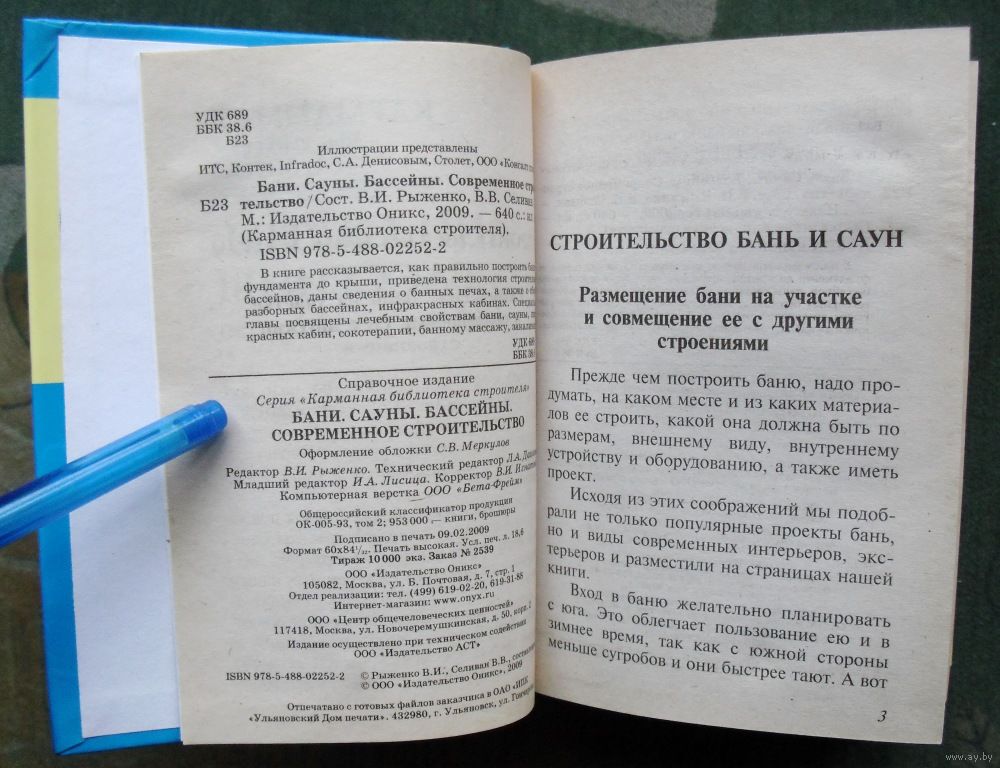 УДК 689
ББК 38.6
Б23
Иллюстрации представлены
ИТС, Контек, Infradoc, С.А. Денисовым, Столет, ООО
Бани. Сауны. Бассейны. Современное стро-
Б23 тельство / Сост. В.И. Рыженко, В.В. Селиван
М.: Издательство Оникс, 2009. — 640 с.: ил
(Карманная библиотека строителя).
ISBN 978-5-488-02252-2
В книге рассказывается, как правильно построить
фундамента до крыши, приведена технология
бассейнов, даны сведения о банных печах, а также о
разборных бассейнах, инфракрасных кабинах.
главы посвящены лечебным свойствам бани, сауны,
красных кабин, сокотерапии, банному массажу,
УДК 689
ББК 38.6
Справочное издание
Серия «Карманная библиотека строителя»
БАНИ. САУНЫ. БАССЕЙНЫ.
СОВРЕМЕННОЕ СТРОИТЕЛЬСТВО
Оформление обложки С.В. Меркулов
Редактор В.И. Рыженко. Технический редактор Л.А.
Младший редактор И.А. Лисица. Корректор В.И.
Компьютерная верстка ООО «Бета-Фрейм»
Общероссийский классификатор продукции
ОК-005-93, том 2; 953 000 — книги, брошюры
Подписано в печать 09.02.2009
Формат 60х84 1/32. Печать высокая. Усл. печ. л. 18,6
Тираж 10 000 экз. Заказ № 2539
ООО «Издательство Оникс»
105082, Москва, ул. Б. Почтовая, д. 7, стр. 1
Отдел реализации: тел. (499) 619-02-20, 619-31-88
Интернет-магазин: www.onyx.ru
ООО «Центр общечеловеческих ценностей»
117418, Москва, ул. Новочеремушкинская, д. 50, корп. 2
Издание осуществлено при техническом содействии
ООО «Издательство АСТ»
ISBN 978-5-488-02252-2 © Рыженко В.И., Селиван В.В.,
© ООО «Издательство Оникс», 2009
Отпечатано с готовых файлов заказчика в ОАО «ИПК
«Ульяновский Дом печати». 432980, г. Ульяновск, ул.
СТРОИТЕЛЬСТВО БАНЬ И САУН
Размещение бани на участке
и совмещение ее с другими
строениями
Прежде чем построить баню, надо про-
думать, на каком месте и из каких материа-
лов ее строить, какой она должна быть по
размерам, внешнему виду, внутреннему
устройству и оборудованию, а также иметь
проект.
Исходя из этих соображений мы подоб-
рали не только популярные проекты бань,
но и виды современных интерьеров, экс-
терьеров и разместили на страницах нашей
книги.
Вход в баню желательно планировать
с юга. Это облегчает пользование ею и в
зимнее время, так как с южной стороны
меньше сугробов и они быстрее тают. А вот
3
www.ay.by